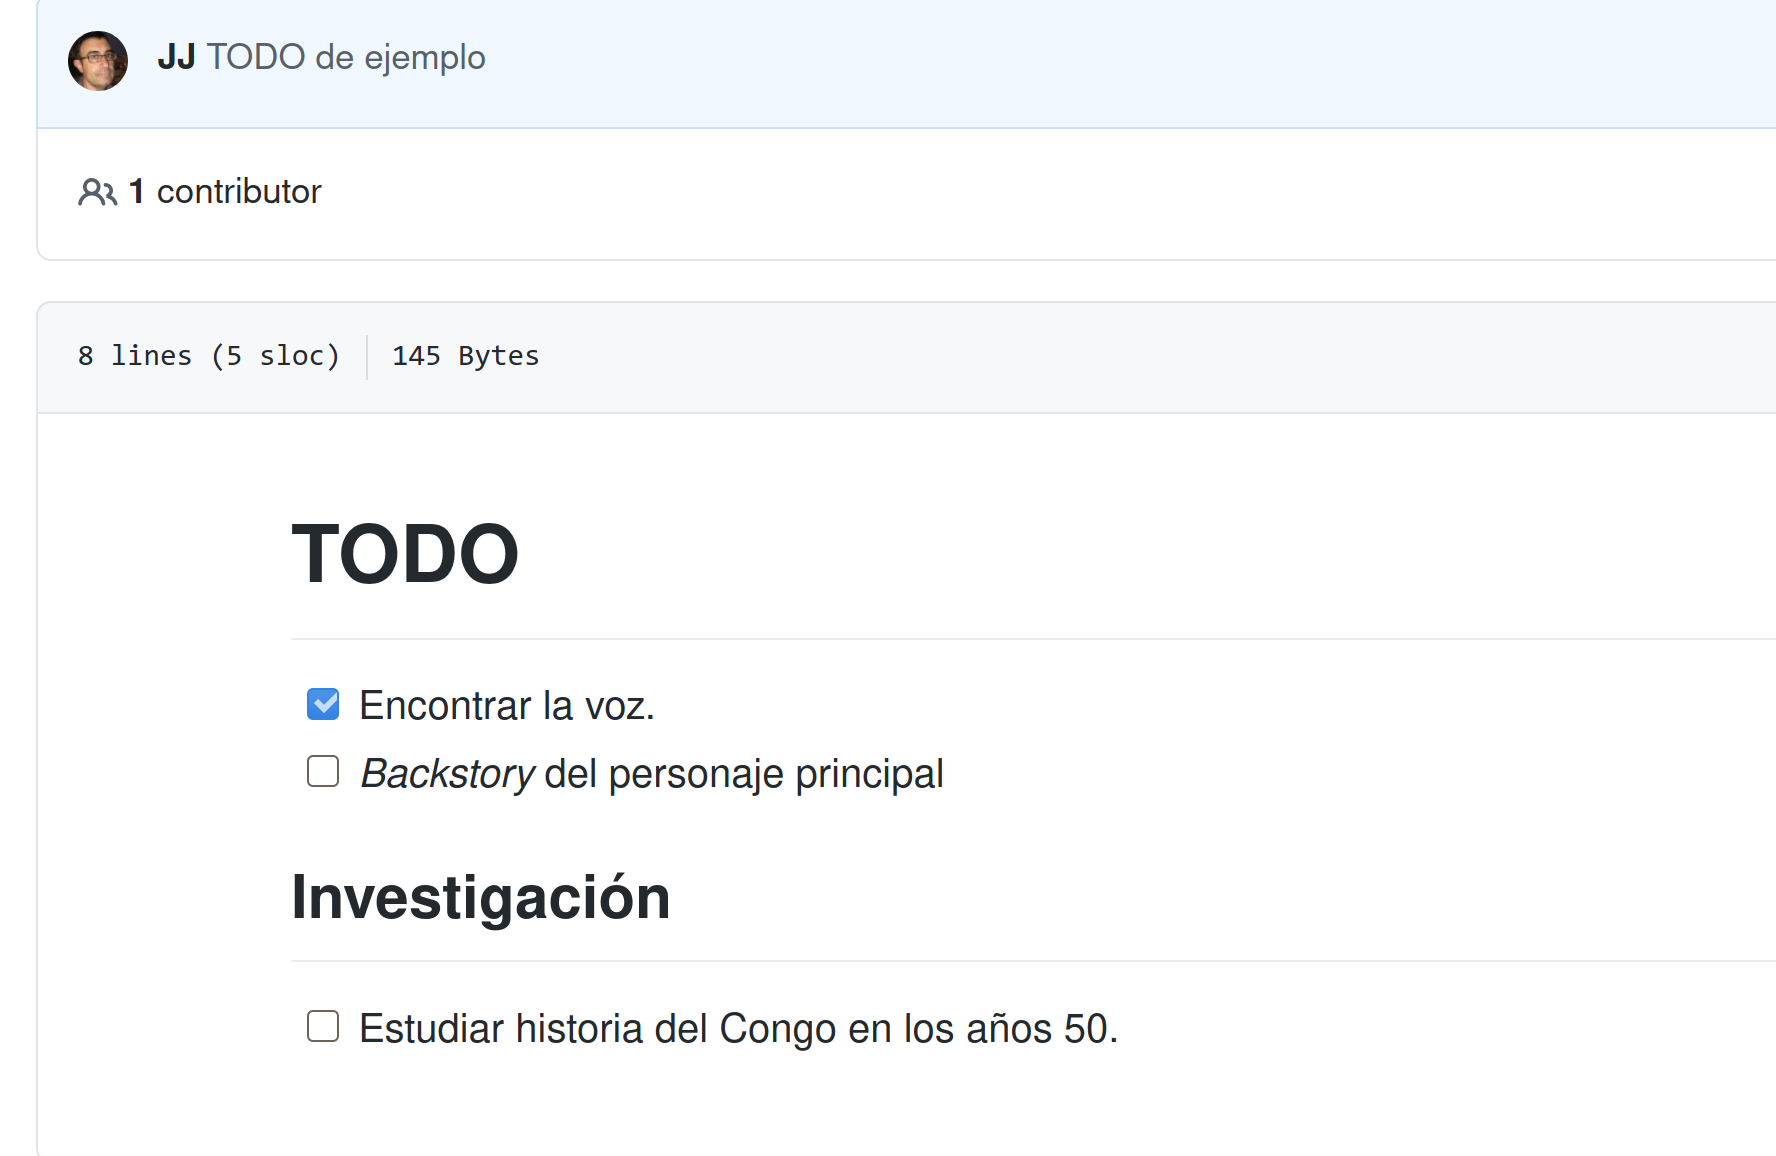 JJ TODO de ejemplo
1 contributor
8 lines (5 sloc) 145 Bytes
TODO
Encontrar la voz.
Backstory del personaje principal
Investigación
Estudiar historia del Congo en los años 50.